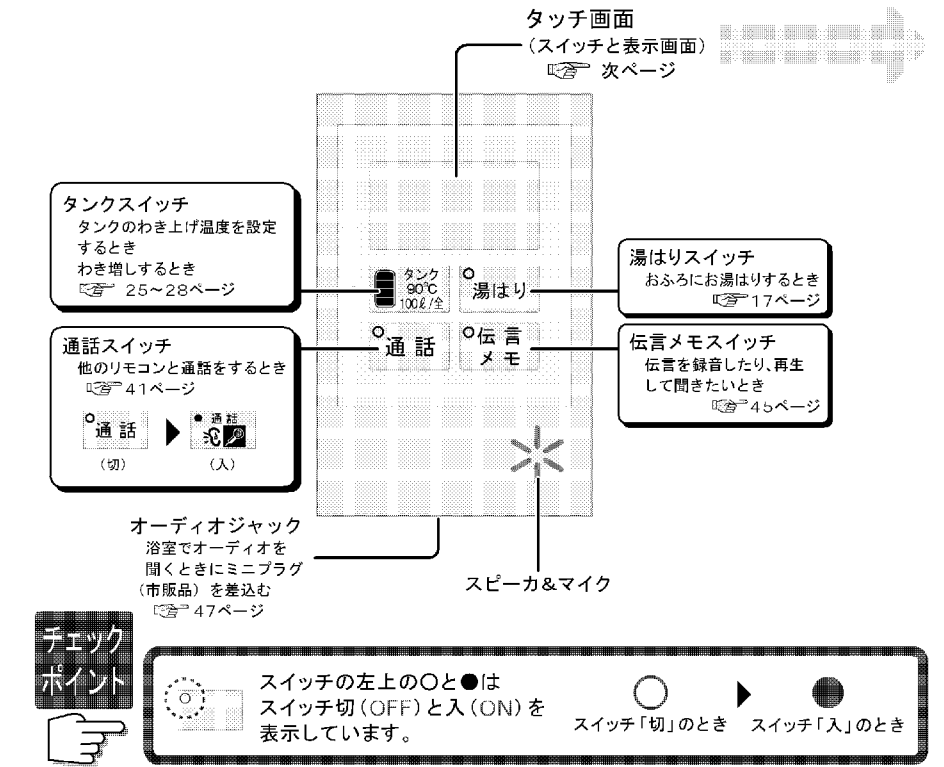 タッチ画面
(スイッチと表示画面)
☞ 次ページ
タンクスイッチ
タンクのわき上げ温度を設定
するとき
わき増しするとき
☞ 25~28ページ
タンク
90℃
100ℓ/全
湯はり
湯はりスイッチ
おふろにお湯はりするとき
☞17ページ
通話スイッチ
他のリモコンと通話をするとき
☞41ページ
通話
(切)
通話
(入)
通話
伝言
メモ
伝言メモスイッチ
伝言を録音したり、再生
して聞きたいとき
☞45ページ
オーディオジャック
浴室でオーディオを
聞くときにミニプラグ
(市販品)を差込む
☞47ページ
スピーカ&マイク
チェック
ポイント
スイッチの左上の○と●は
スイッチ切(OFF)と入(ON)を
表示しています。
スイッチ「切」のとき
スイッチ「入」のとき